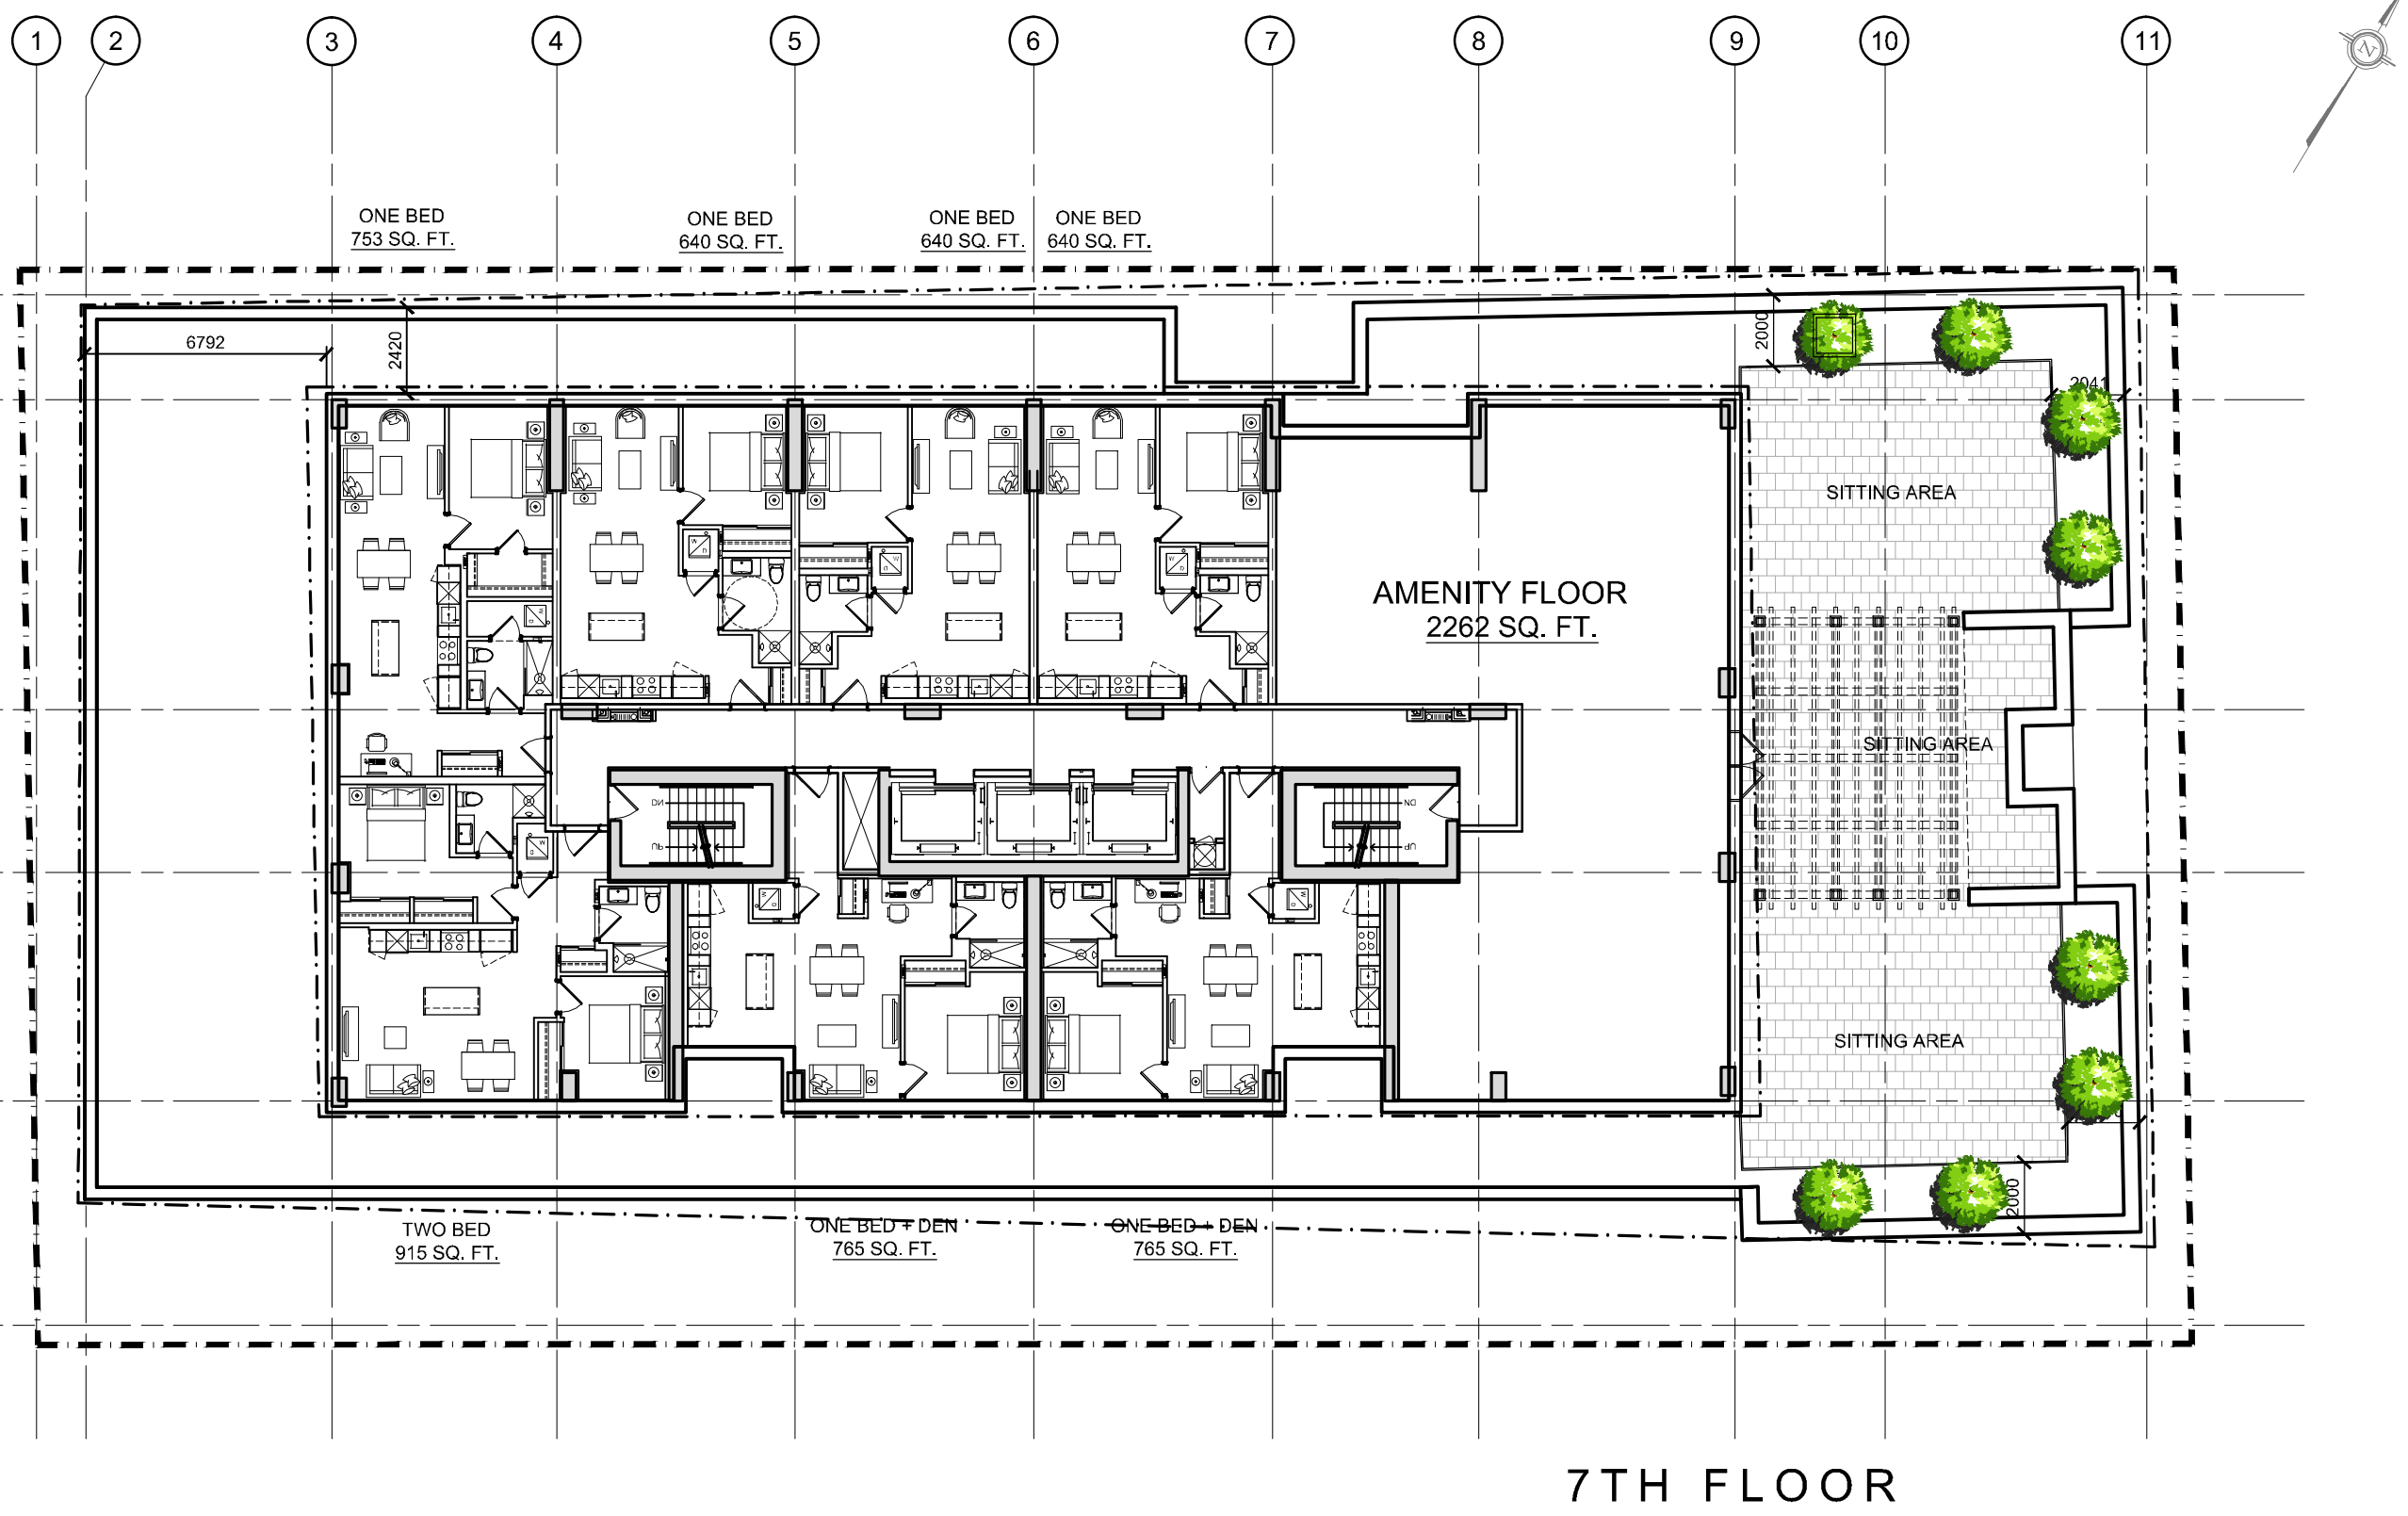 1 2 3 4 5 6 7 8 9 10 11
N
ONE BED
753 SQ. FT.
ONE BED
640 SQ. FT.
ONE BED
640 SQ. FT.
ONE BED
640 SQ. FT.
6792
2420
2000
SITTING AREA
AMENITY FLOOR
2262 SQ. FT.
SITTING AREA
DN
UP
DN
UP
SITTING AREA
2000
TWO BED
915 SQ. FT.
ONE BED + DEN
765 SQ. FT.
ONE BED + DEN
765 SQ. FT.
7TH FLOOR